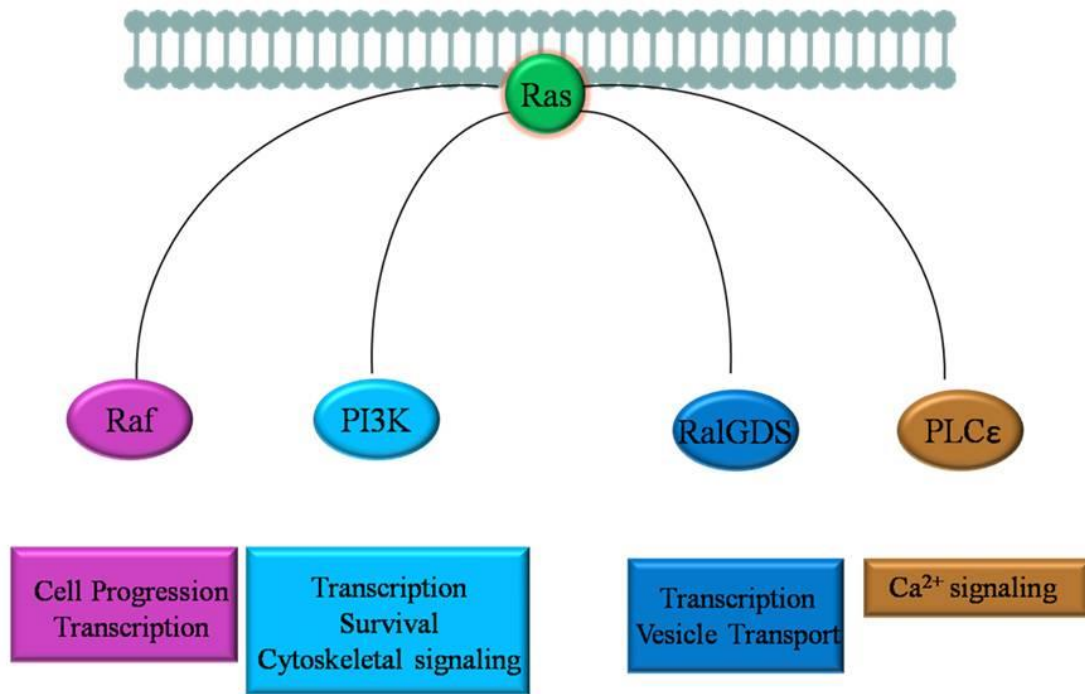 Ras
Raf
PI3K
RalGDS
PLCε
Cell Progression
Transcription
Transcription
Survival
Cytoskeletal signaling
Transcription
Vesicle Transport
Ca²⁺ signaling